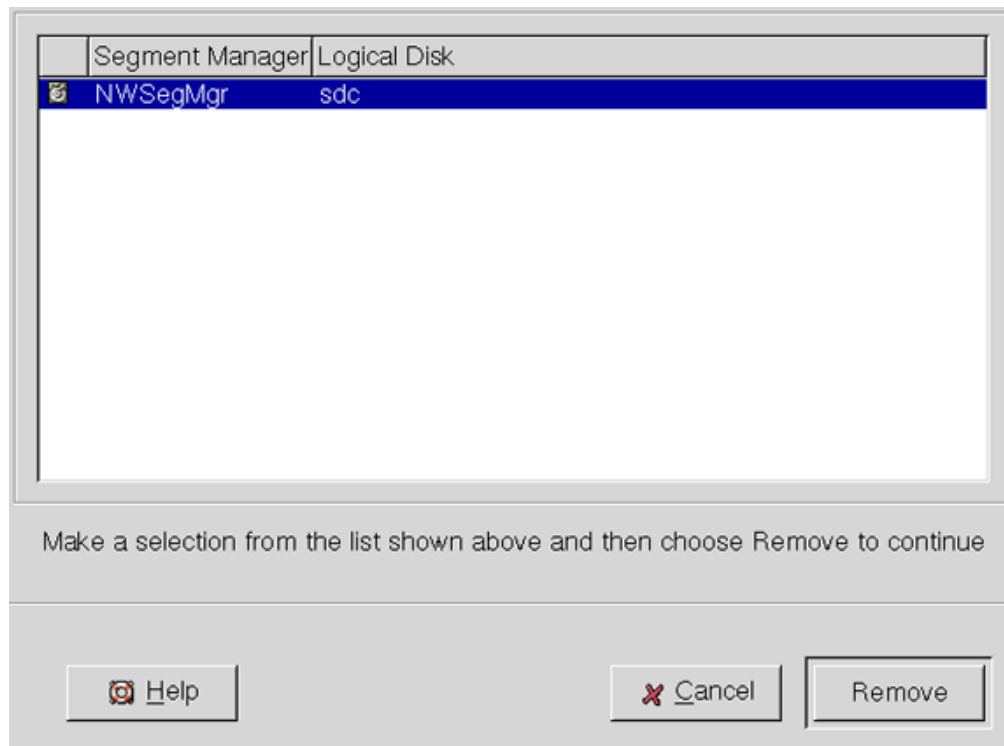 Segment Manager Logical Disk
NWSegMgr sdc
Make a selection from the list shown above and then choose Remove to continue
Help Cancel Remove